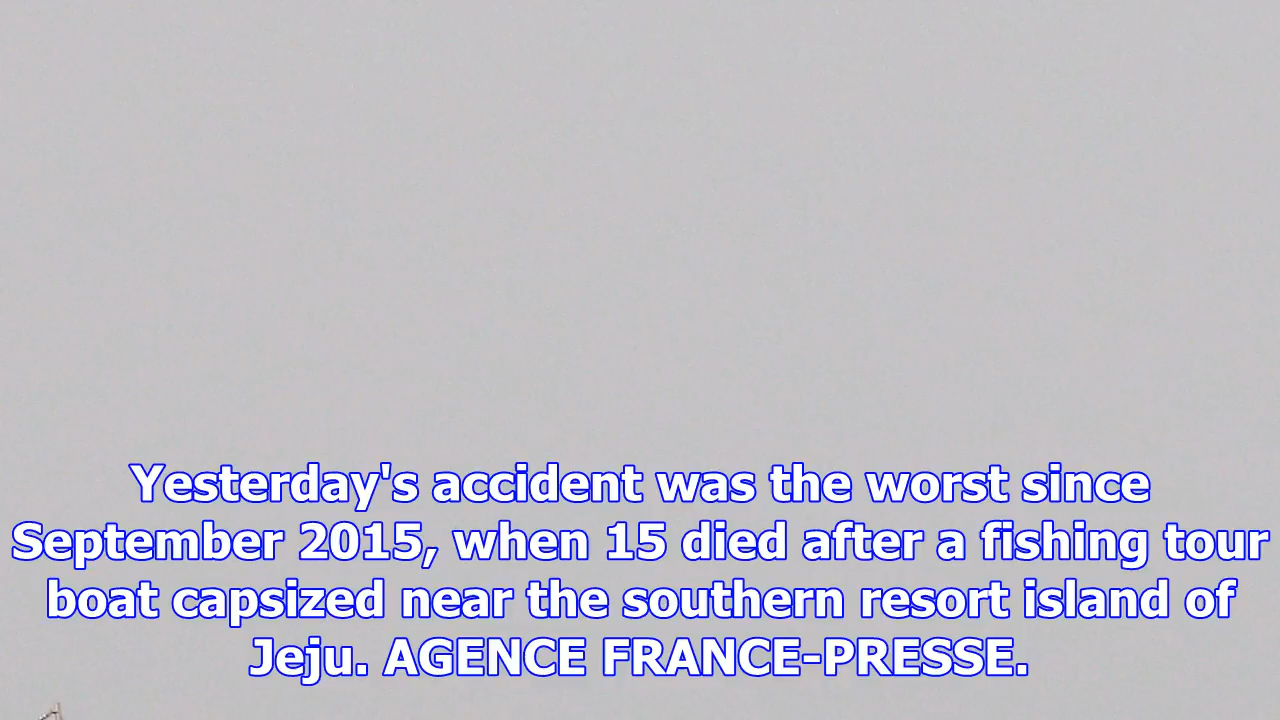 Yesterday's accident was the worst since
September 2015, when 15 died after a fishing tour
boat capsized near the southern resort island of
Jeju. AGENCE FRANCE-PRESSE.